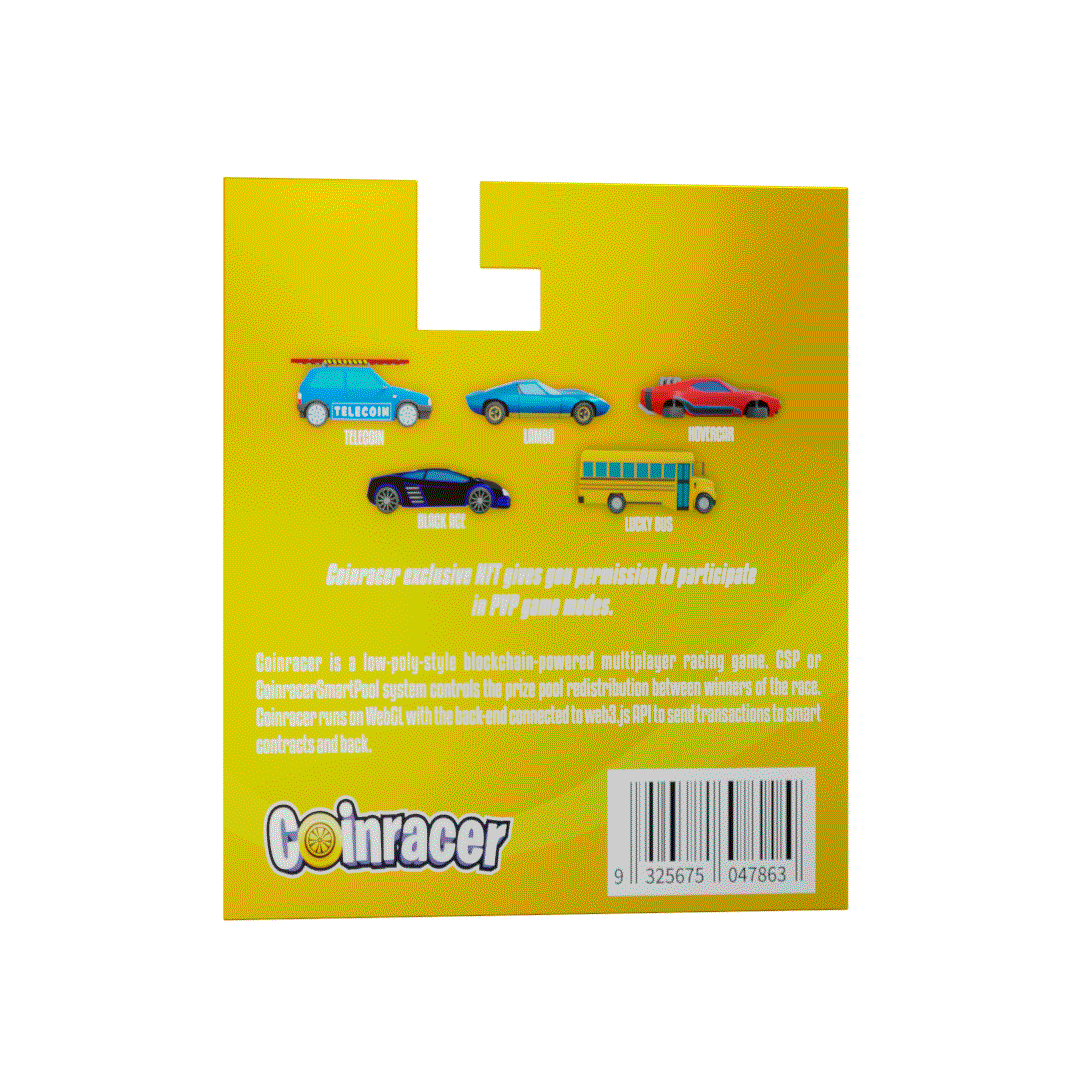 TELECOIN
TELECOIN
LAMBO
HOVERCAR
BLACK ACE
LUCKY BUS
Coinracer exclusive NFT gives you permission to participate
in PVP game modes.
Coinracer is a low-poly-style blockchain-powered multiplayer racing game. CSP or
CoinracerSmartPool system controls the prize pool redistribution between winners of the race.
Coinracer runs on WebGL with the back-end connected to web3.js API to send transactions to smart
contracts and back.
Coinracer
9 325675 047863